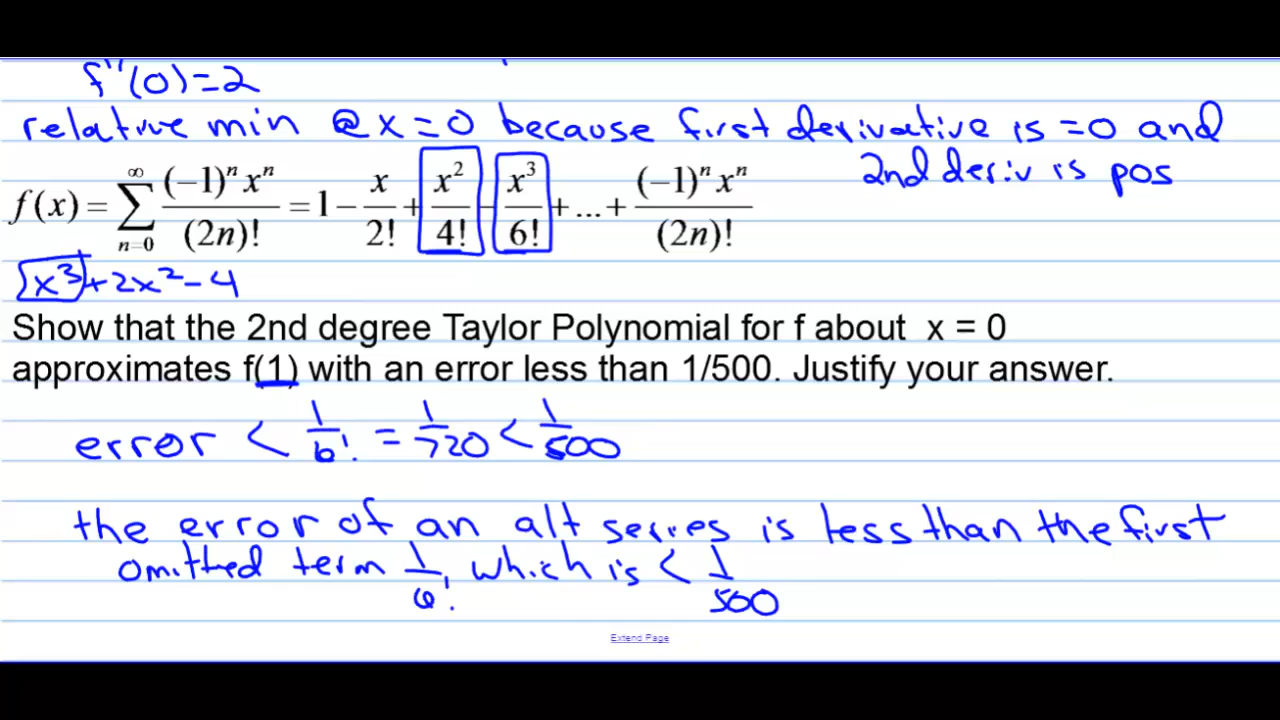 f''(0)=2
relative min @ x=0 because first derivative is =0 and
2nd deriv is pos
f(x) = ∑_{n=0}^{∞} (-1)^n x^n / (2n)! = 1 - x/2! + x^2/4! - x^3/6! + ... + (-1)^n x^n / (2n)!
x^3+2x^2-4
Show that the 2nd degree Taylor Polynomial for f about x = 0
approximates f(1) with an error less than 1/500. Justify your answer.
error < 1/6! = 1/720 < 1/500
the error of an alt series is less than the first
omitted term 1/6!, which is < 1/500
Extend Page